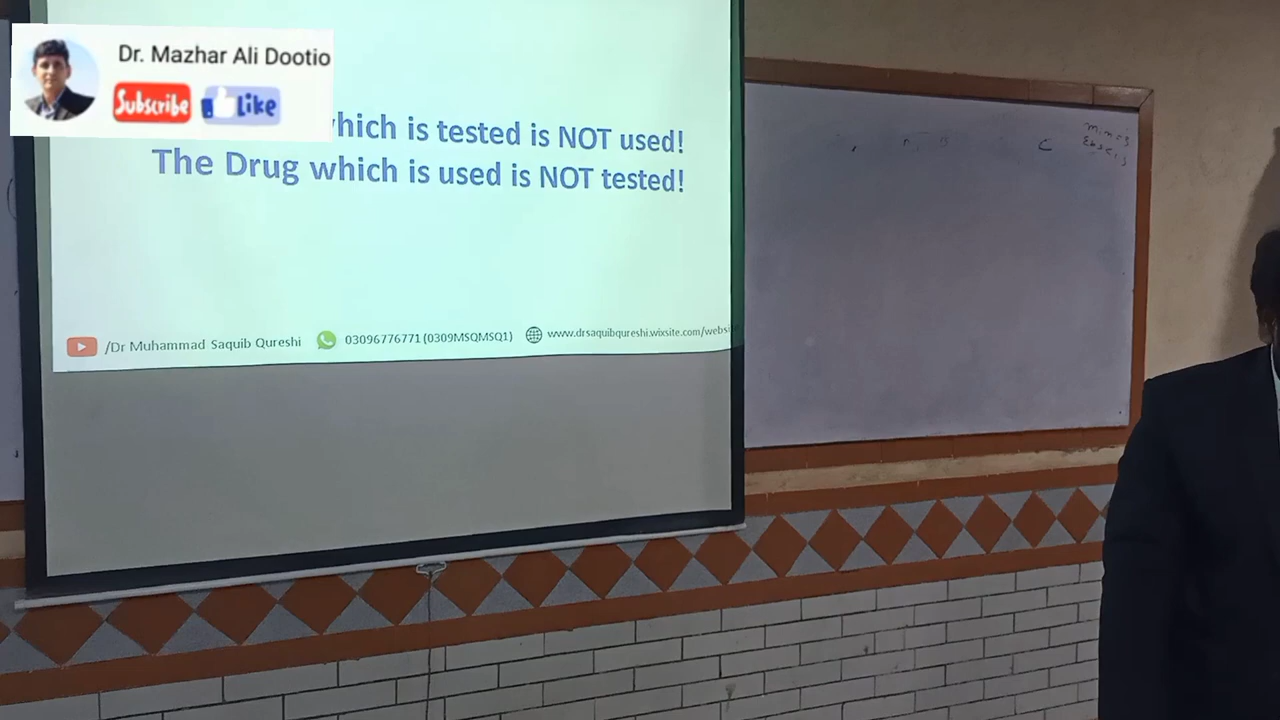 Dr. Mazhar Ali Dootio
Subscribe Like
which is tested is NOT used!
The Drug which is used is NOT tested!
/Dr Muhammad Saquib Qureshi 03096776771 (0309MSQMSQ1) www.drsaquibqureshi.wixsite.com/websi
C